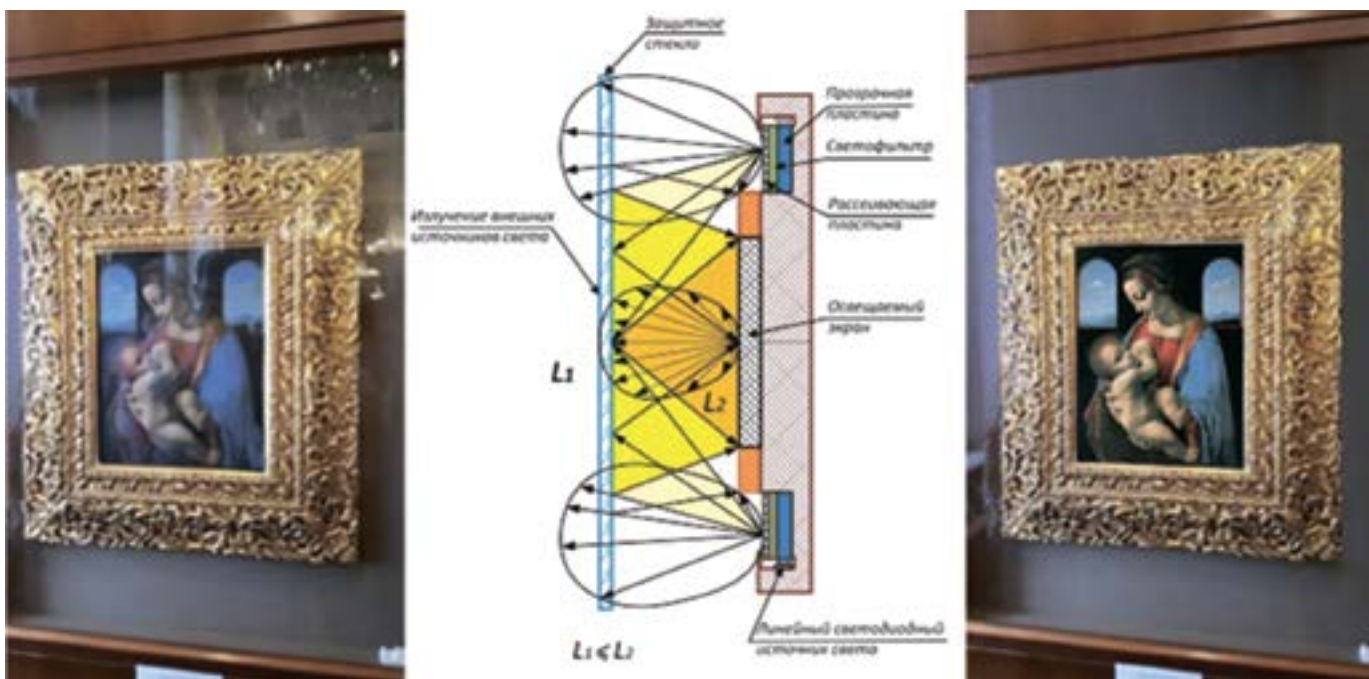 Защитное
стекло
Прозрачная
пластина
Светофильтр
Рассеивающая
пластина
Излучение внешних
источников света
Освещаемый
экран
L1
L2
Линейный светодиодный
источник света
L1 ⩽ L2